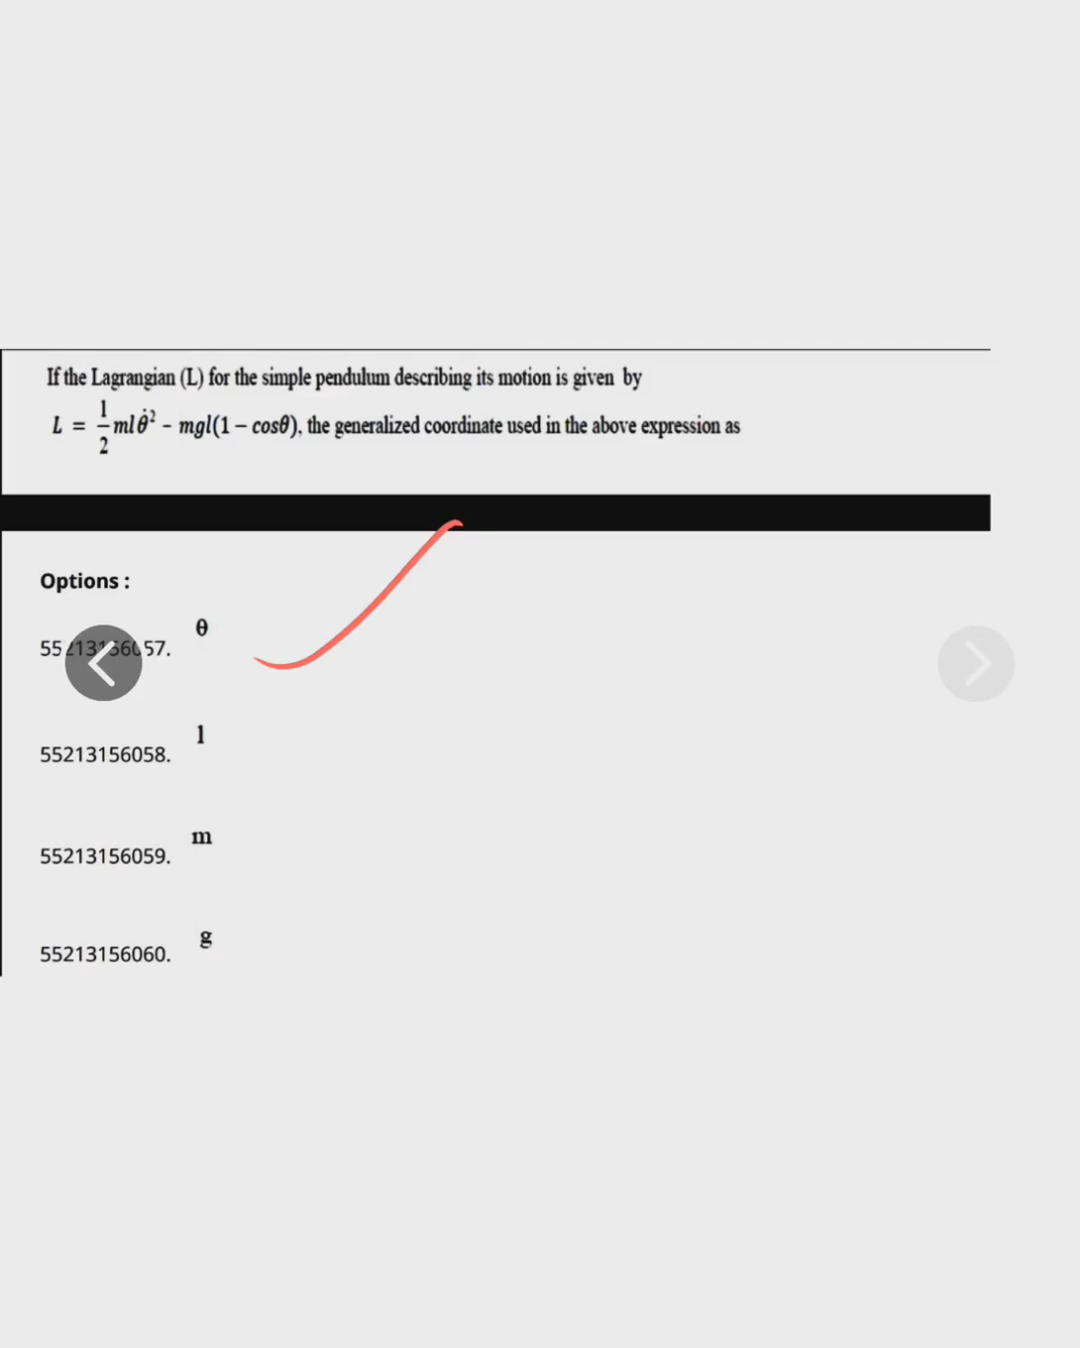 If the Lagrangian (L) for the simple pendulum describing its motion is given by
L = 1/2 mlθ̇² - mgl(1 − cosθ), the generalized coordinate used in the above expression as
Options :
θ
55213156057.
l
55213156058.
m
55213156059.
g
55213156060.